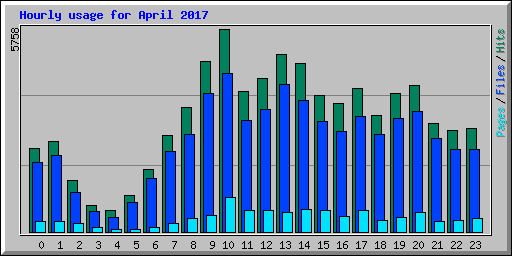 Hourly usage for April 2017
5758
Pages/Files/Hits
0 1 2 3 4 5 6 7 8 9 10 11 12 13 14 15 16 17 18 19 20 21 22 23